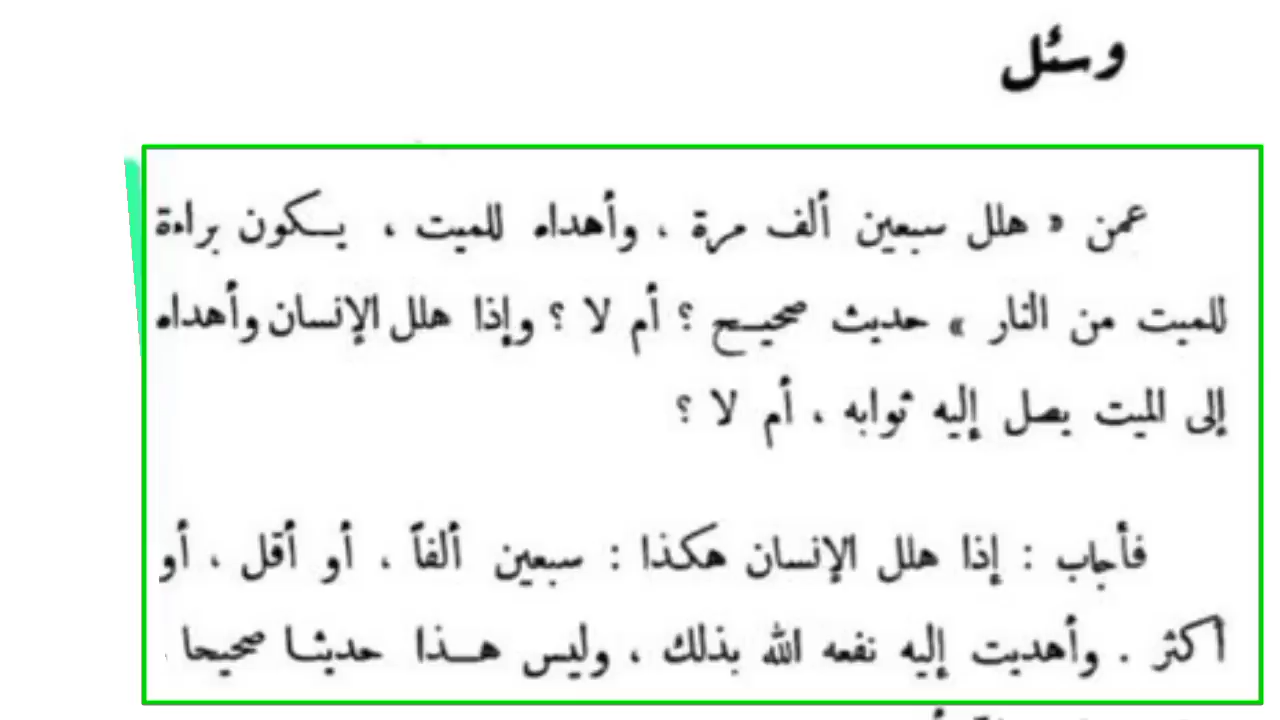 وسئل
عمن « هلل سبعين ألف مرة ، وأهداه للميت ، يكون براءة
للميت من النار » حديث صحيح ؟ أم لا ؟ وإذا هلل الإنسان وأهداه
إلى الميت يصل إليه ثوابه ، أم لا ؟
فأجاب : إذا هلل الإنسان هكذا : سبعين ألفاً ، أو أقل ، أو
أكثر . وأهديت إليه نفعه الله بذلك ، وليس هذا حديثا صحيحا .